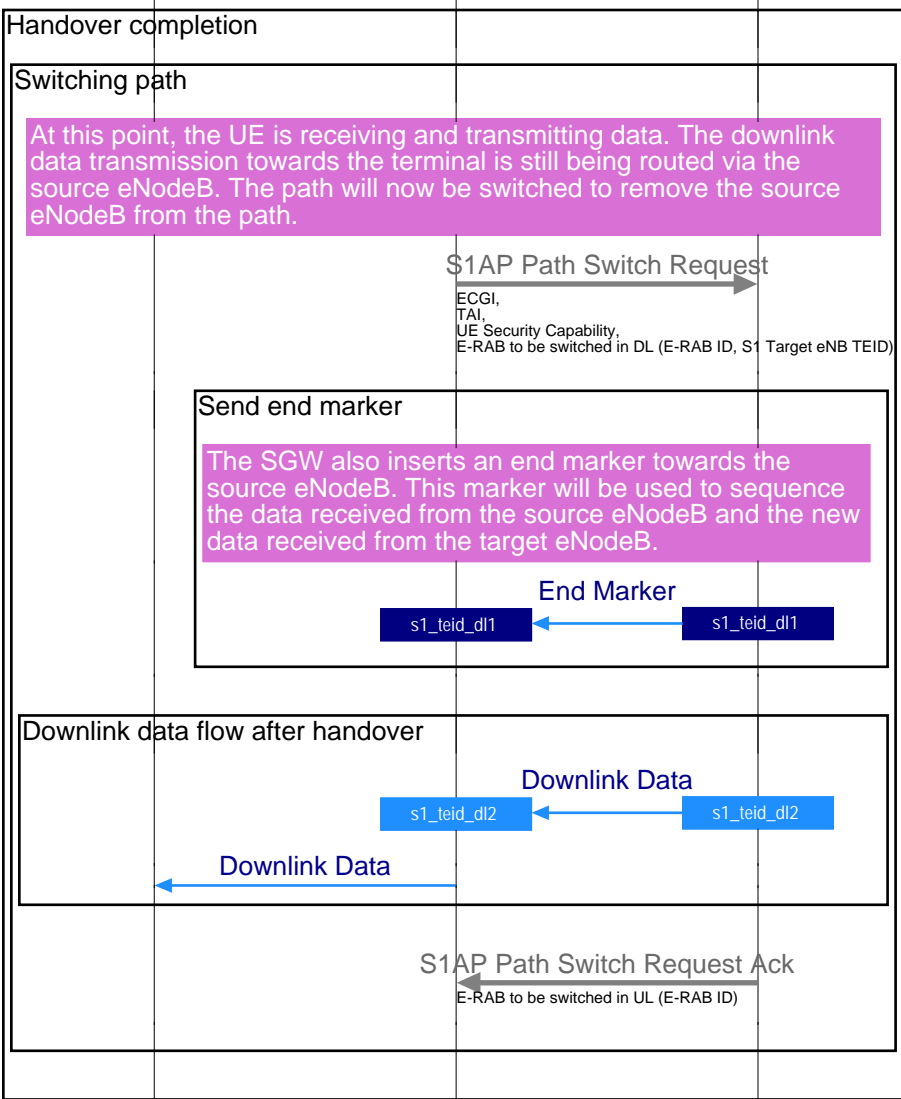 Handover completion
Switching path
At this point, the UE is receiving and transmitting data. The downlink
data transmission towards the terminal is still being routed via the
source eNodeB. The path will now be switched to remove the source
eNodeB from the path.
S1AP Path Switch Request
ECGI,
TAI,
UE Security Capability,
E-RAB to be switched in DL (E-RAB ID, S1 Target eNB TEID)
Send end marker
The SGW also inserts an end marker towards the
source eNodeB. This marker will be used to sequence
the data received from the source eNodeB and the new
data received from the target eNodeB.
End Marker
s1_teid_dl1
s1_teid_dl1
Downlink data flow after handover
Downlink Data
s1_teid_dl2
s1_teid_dl2
Downlink Data
S1AP Path Switch Request Ack
E-RAB to be switched in UL (E-RAB ID)